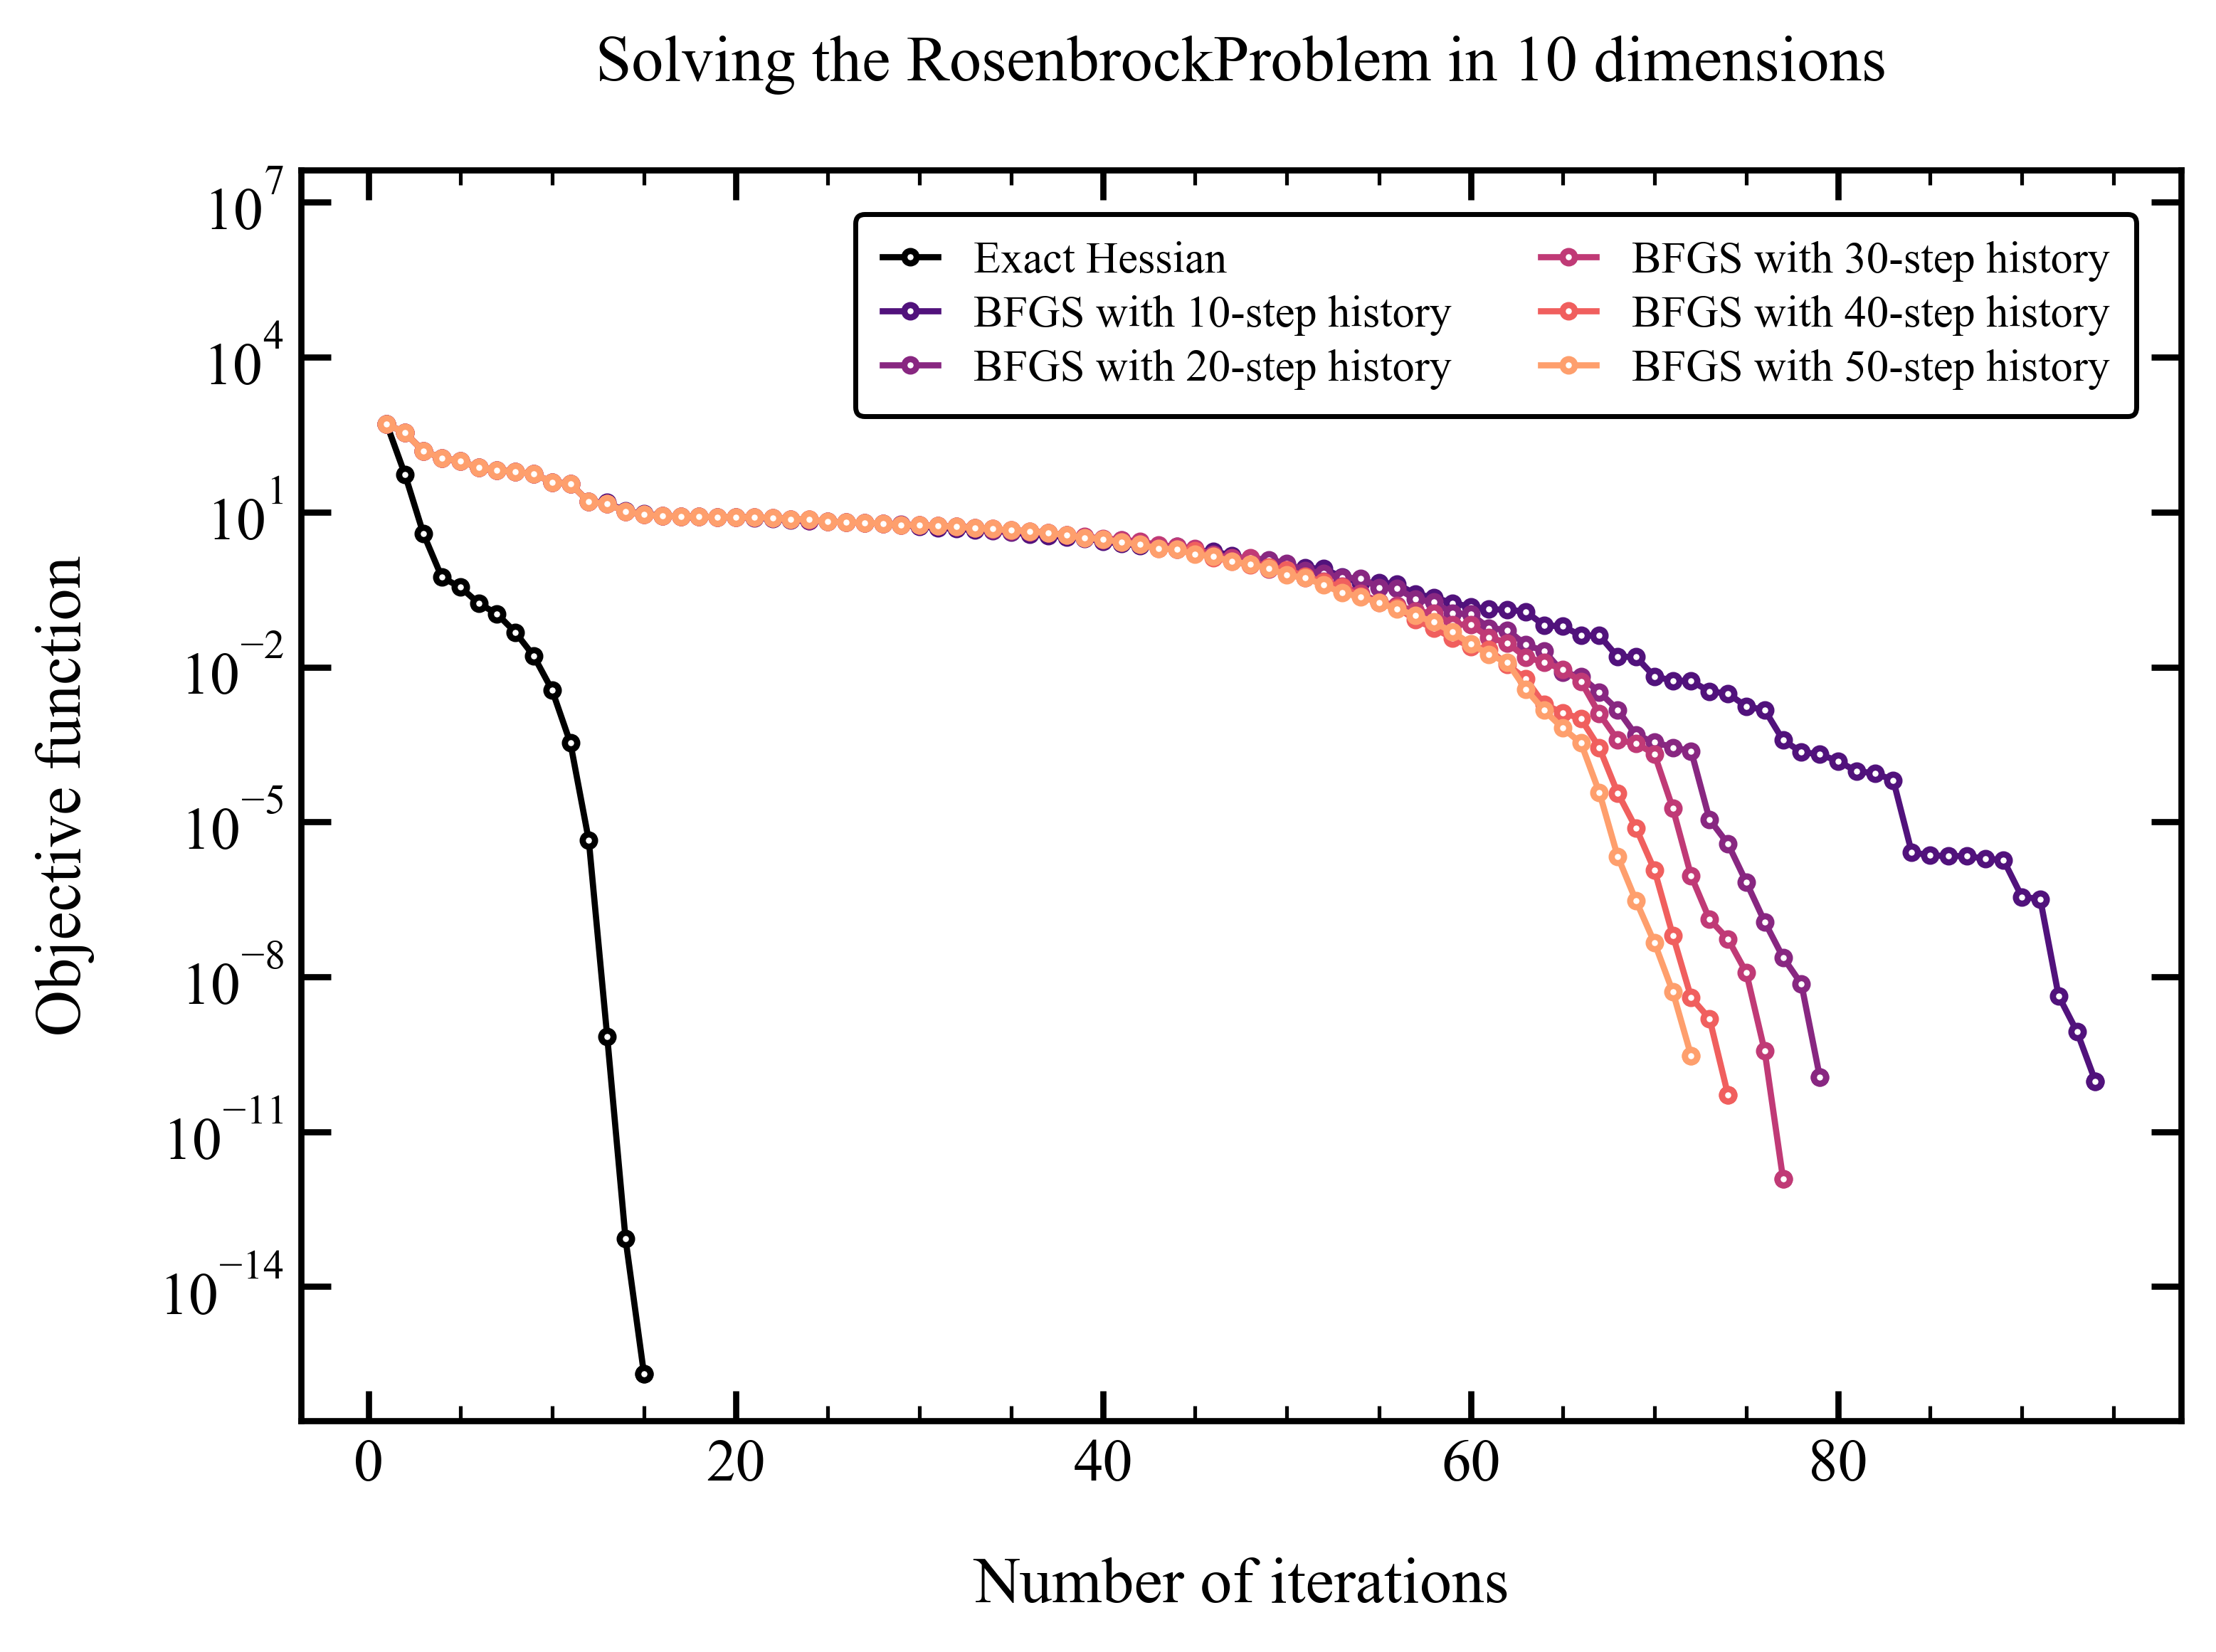 Solving the RosenbrockProblem in 10 dimensions
Objective function
10^7
10^4
10^1
10^−2
10^−5
10^−8
10^−11
10^−14
Exact Hessian
BFGS with 10-step history
BFGS with 20-step history
BFGS with 30-step history
BFGS with 40-step history
BFGS with 50-step history
0 20 40 60 80
Number of iterations